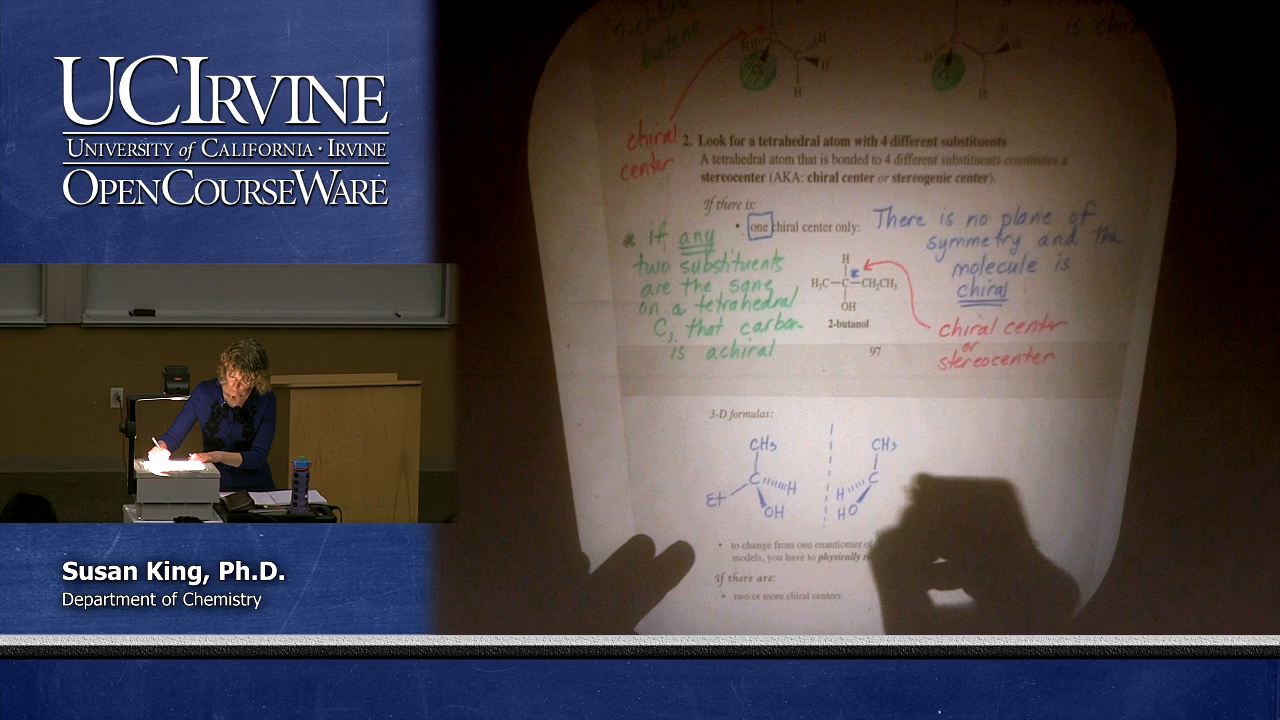 UCIRVINE
UNIVERSITY of CALIFORNIA · IRVINE
OPENCOURSEWARE
Susan King, Ph.D.
Department of Chemistry
butane
is
H
H
H
H
H
chiral
center
2. Look for a tetrahedral atom with 4 different substituents
A tetrahedral atom that is bonded to 4 different substituents constitutes a
stereocenter (AKA: chiral center or stereogenic center).
If there is:
• one chiral center only:
* if any
two substituents
are the same
on a tetrahedral
C, that carbon
is achiral
There is no plane of
symmetry and the
molecule is
chiral
H
*
H₃C—C—CH₂CH₃
OH
2-butanol
chiral center
or
stereocenter
97
3-D formulas:
CH₃
C
H
Et
OH
CH₃
C
H
HO
• to change from one enantiomer
models, you have to physically
If there are:
• two or more chiral centers: